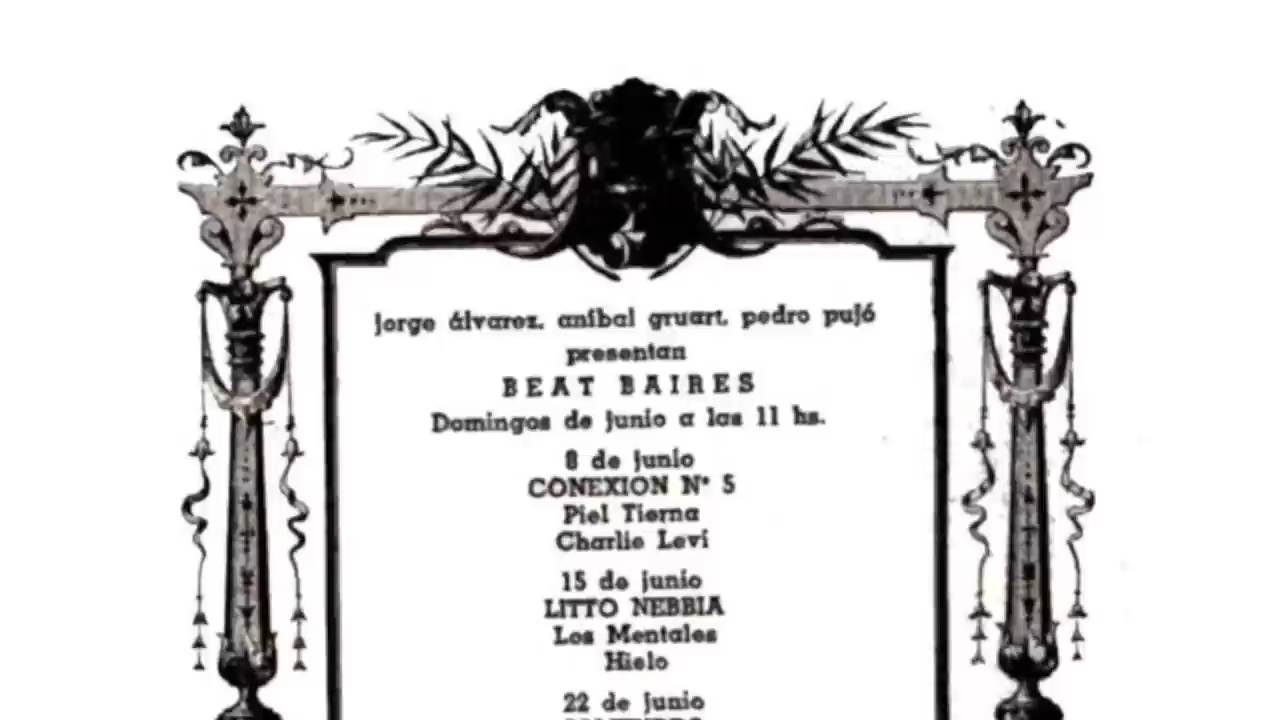 Jorge álvarez, aníbal gruart, pedro pujó
presentan
BEAT BAIRES
Domingos de junio a las 11 hs.
8 de junio
CONEXION Nº 5
Piel Tierna
Charlie Leví
15 de junio
LITTO NEBBIA
Los Mentales
Hielo
22 de junio